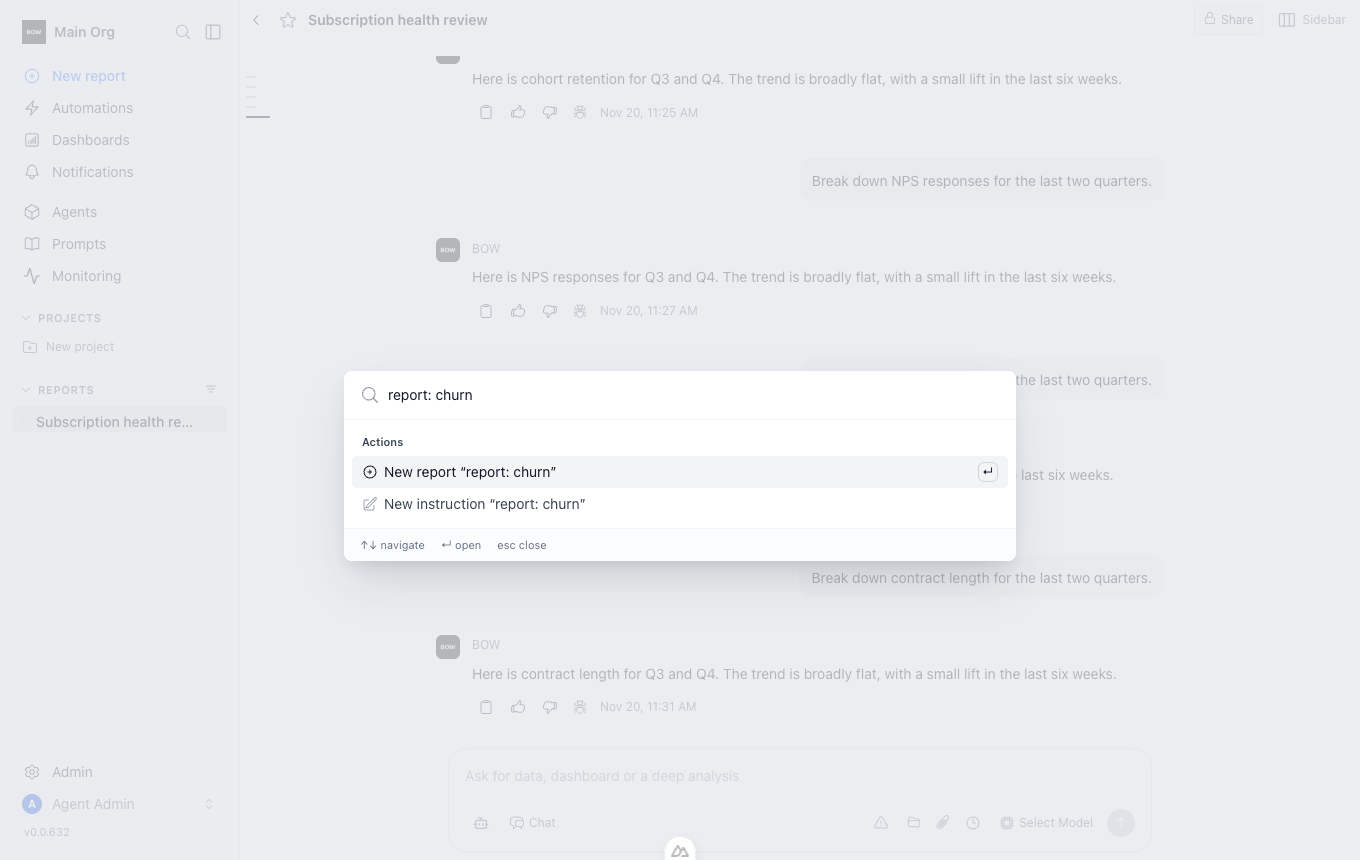 BOW Main Org
New report
Automations
Dashboards
Notifications
Agents
Prompts
Monitoring
PROJECTS
New project
REPORTS
Subscription health re...
Admin
A Agent Admin
v0.0.632
Subscription health review
Share
Sidebar
Here is cohort retention for Q3 and Q4. The trend is broadly flat, with a small lift in the last six weeks.
Nov 20, 11:25 AM
Break down NPS responses for the last two quarters.
BOW BOW
Here is NPS responses for Q3 and Q4. The trend is broadly flat, with a small lift in the last six weeks.
Nov 20, 11:27 AM
the last two quarters.
last six weeks.
report: churn
Actions
New report “report: churn”
New instruction “report: churn”
↑↓ navigate ↵ open esc close
Break down contract length for the last two quarters.
BOW BOW
Here is contract length for Q3 and Q4. The trend is broadly flat, with a small lift in the last six weeks.
Nov 20, 11:31 AM
Ask for data, dashboard or a deep analysis
Chat
Select Model